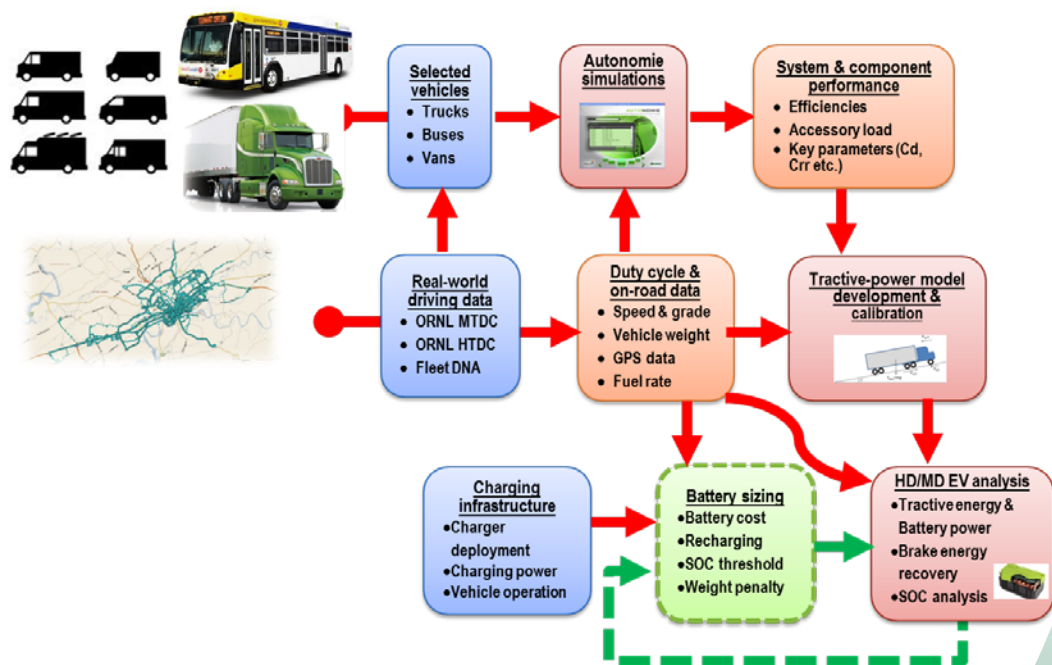 Selected
vehicles
• Trucks
• Buses
• Vans
Autonomie
simulations
System & component
performance
• Efficiencies
• Accessory load
• Key parameters (Cd,
Crr etc.)
Real-world
driving data
• ORNL MTDC
• ORNL HTDC
• Fleet DNA
Duty cycle &
on-road data
• Speed & grade
• Vehicle weight
• GPS data
• Fuel rate
Tractive-power model
development &
calibration
Charging
infrastructure
•Charger
deployment
•Charging power
•Vehicle operation
Battery sizing
•Battery cost
•Recharging
•SOC threshold
•Weight penalty
HD/MD EV analysis
•Tractive energy &
Battery power
•Brake energy
recovery
•SOC analysis